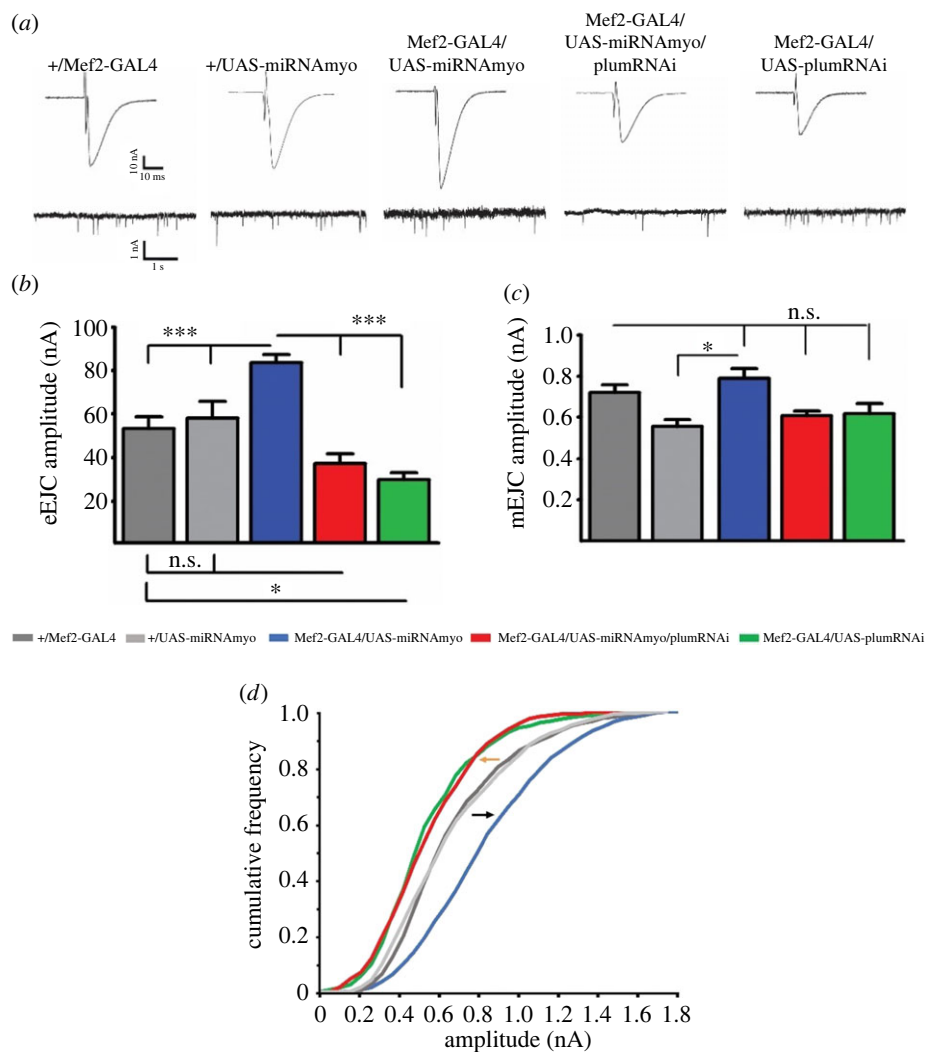 (a)
+/Mef2-GAL4
+/UAS-miRNAmyo
Mef2-GAL4/
UAS-miRNAmyo
Mef2-GAL4/
UAS-miRNAmyo/
plumRNAi
Mef2-GAL4/
UAS-plumRNAi
10 nA
10 ms
1 nA
1 s
(b)
eEJC amplitude (nA)
100
80
60
40
20
***
***
n.s.
*
(c)
mEJC amplitude (nA)
1.0
0.8
0.6
0.4
0.2
*
n.s.
+/Mef2-GAL4
+/UAS-miRNAmyo
Mef2-GAL4/UAS-miRNAmyo
Mef2-GAL4/UAS-miRNAmyo/plumRNAi
Mef2-GAL4/UAS-plumRNAi
(d)
cumulative frequency
1.0
0.8
0.6
0.4
0.2
0
0 0.2 0.4 0.6 0.8 1.0 1.2 1.4 1.6 1.8
amplitude (nA)